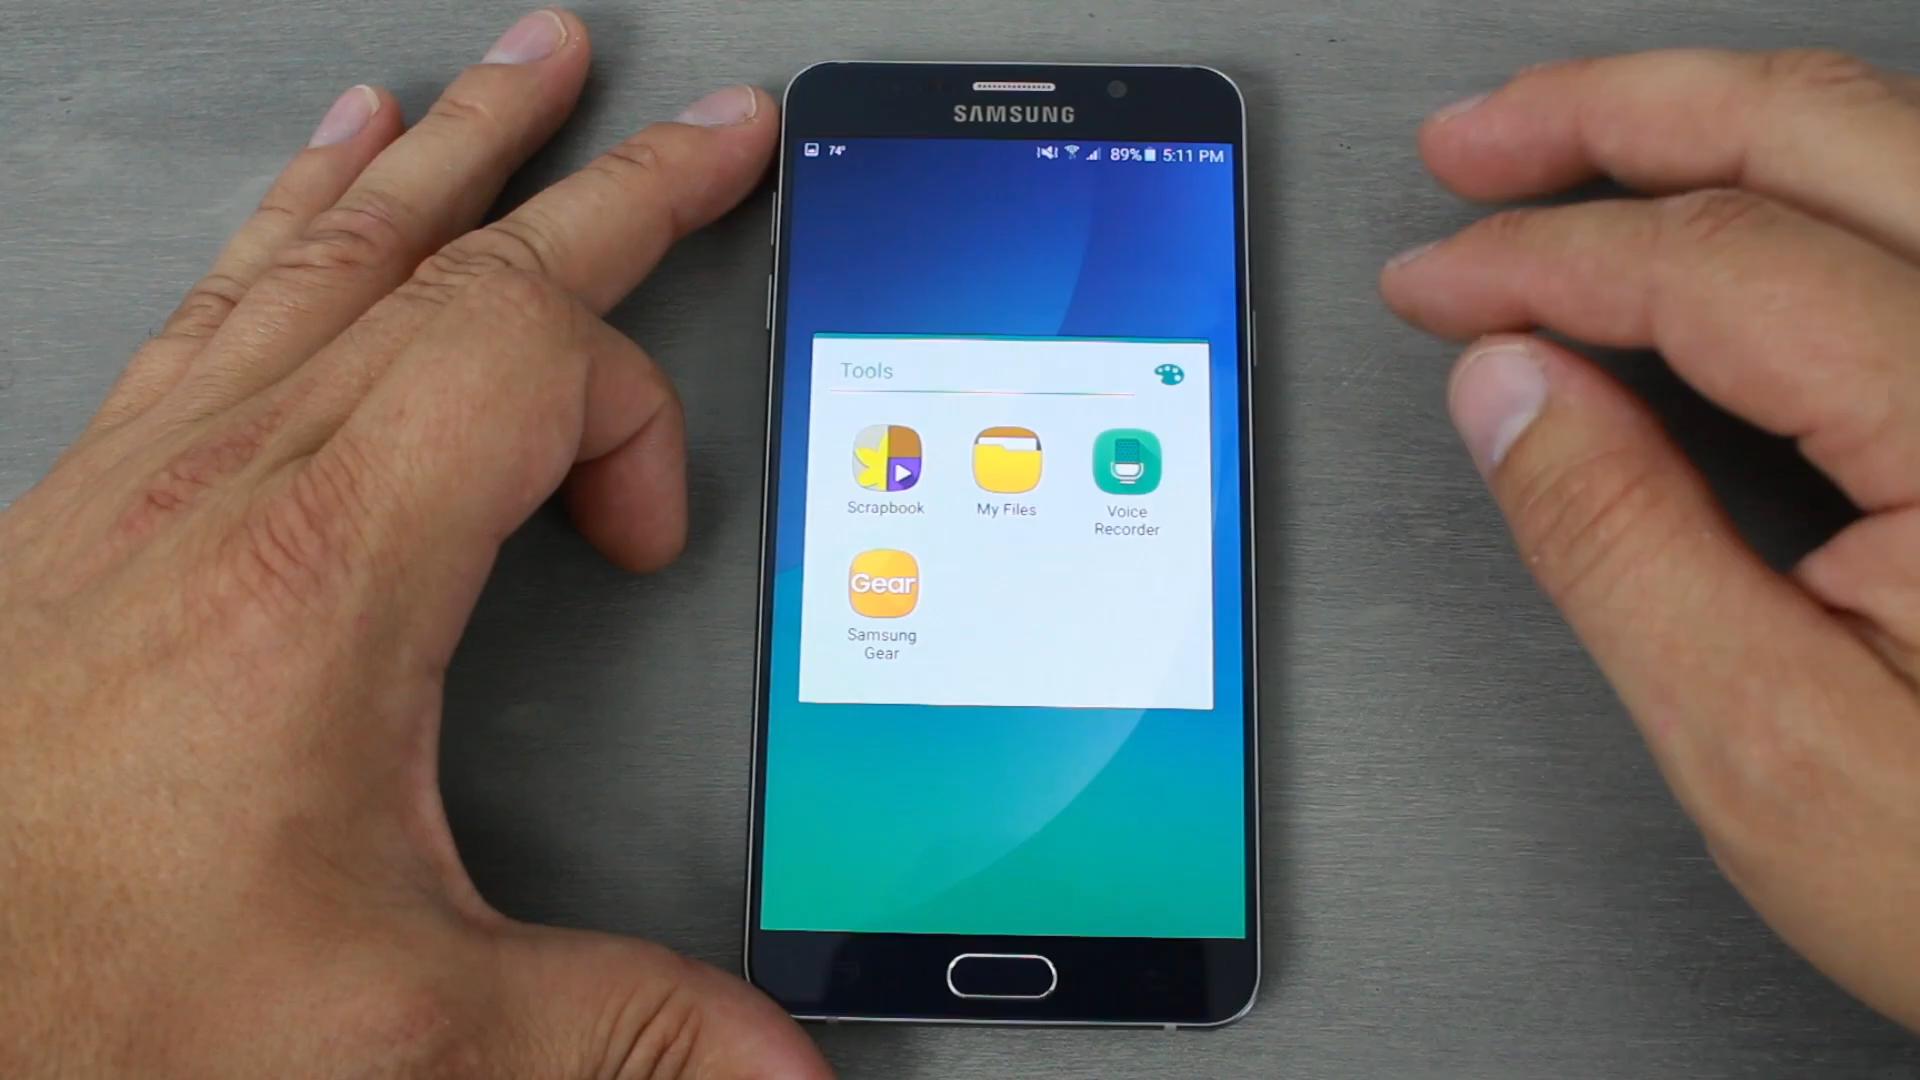 SAMSUNG
74° 89% 5:11 PM
Tools
Scrapbook My Files Voice
Recorder
Gear
Samsung
Gear